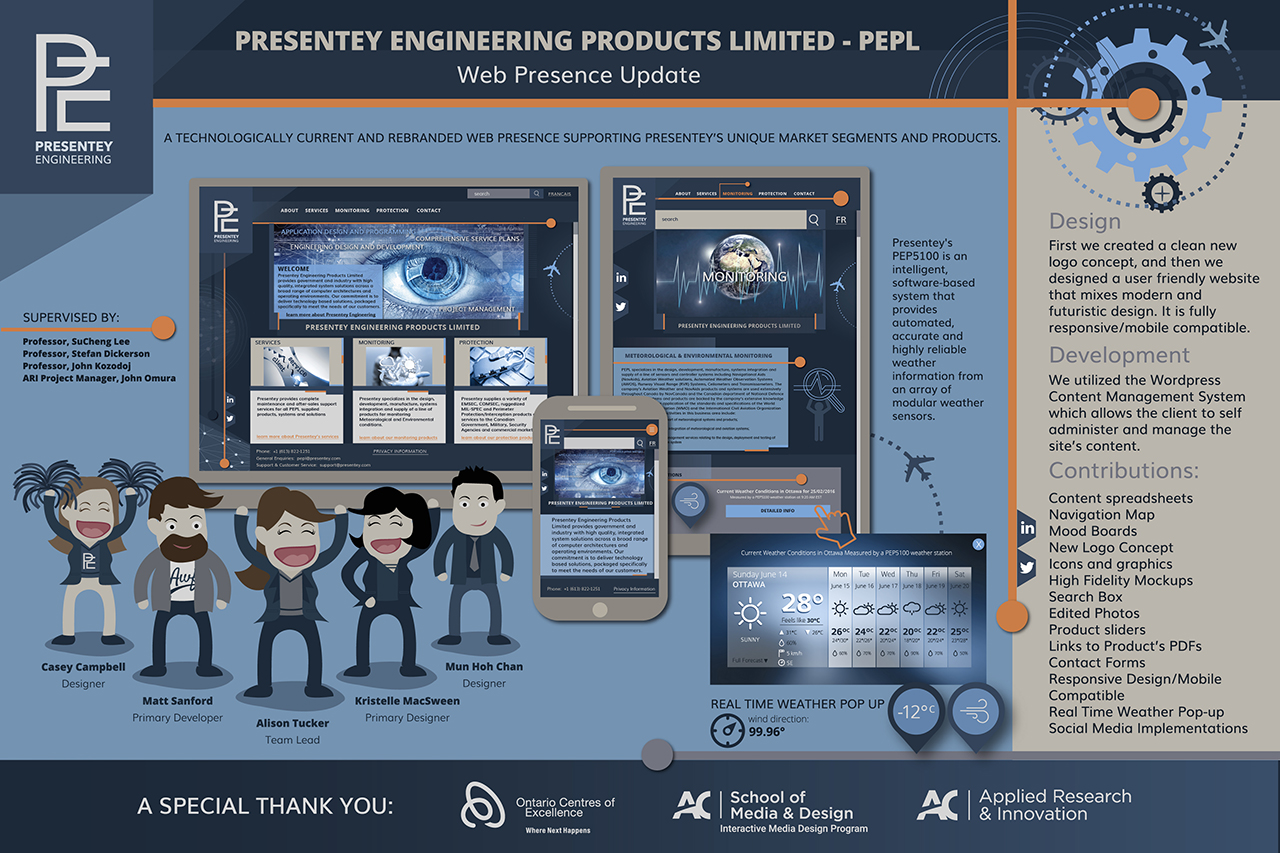 PRESENTEY
ENGINEERING
PRESENTEY ENGINEERING PRODUCTS LIMITED - PEPL
Web Presence Update
A TECHNOLOGICALLY CURRENT AND REBRANDED WEB PRESENCE SUPPORTING PRESENTEY'S UNIQUE MARKET SEGMENTS AND PRODUCTS.
SUPERVISED BY:
Professor, SuCheng Lee
Professor, Stefan Dickerson
Professor, John Kozodoj
ARI Project Manager, John Omura
search
FRANCAIS
PRESENTEY
ENGINEERING
ABOUT SERVICES MONITORING PROTECTION CONTACT
APPLICATION DESIGN AND PROGRAMMING
COMPREHENSIVE SERVICE PLANS
ENGINEERING DESIGN AND DEVELOPMENT
WELCOME
Presentey Engineering Products Limited
provides government and industry with high
quality, integrated system solutions across a
broad range of computer architectures and
operating environments. Our commitment is to
deliver technology based solutions, packaged
specifically to meet the needs of our customers.
learn more about Presentey Engineering
PROJECT MANAGEMENT
PRESENTEY ENGINEERING PRODUCTS LIMITED
SERVICES
Presentey provides complete
maintenance and after-sales support
services for all PEPL supplied
products, systems and solutions
learn more about Presentey's services
MONITORING
Presentey specializes in the design,
development, manufacture, systems
integration and supply of a line of
products for monitoring
Meteorological and Environmental
conditions.
learn about our monitoring products
PROTECTION
Presentey supplies a variety of
EMSEC, COMSEC, ruggedized
MIL-SPEC and Perimeter
Protection/Interception products
services to the Canadian
Government, Military, Security
Agencies and commercial market
learn about our protection
Phone: +1 (613) 822-1251
PRIVACY INFORMATION
General Enquiries: pepl@presentey.com
Support & Customer Service: support@presentey.com
PRESENTEY
ENGINEERING
ABOUT SERVICES MONITORING PROTECTION CONTACT
search
FR
MONITORING
PRESENTEY ENGINEERING PRODUCTS LIMITED
METEOROLOGICAL & ENVIRONMENTAL MONITORING
Current Weather Conditions in Ottawa for 25/02/2016
DETAILED INFO
FR
PRESENTEY ENGINEERING PRODUCTS LIMITED
Presentey Engineering Products
Limited provides government and
industry with high quality, integrated
system solutions across a broad range
of computer architectures and
operating environments. Our
commitment is to deliver technology
based solutions, packaged specifically
to meet the needs of our customers.
Phone: +1 (613) 822-1251
Privacy Information
Presentey's
PEP5100 is an
intelligent,
software-based
system that
provides
automated,
accurate and
highly reliable
weather
information from
an array of
modular weather
sensors.
Current Weather Conditions in Ottawa Measured by a PEP5100 weather station
X
Sunday June 14
OTTAWA
SUNNY
28°
Feels like 30°C
31°C 26°C
60%
5 km/h
SE
Full Forecast
Mon Tue Wed Thu Fri Sat
June 15 June 16 June 17 June 18 June 19 June 20
26°C 24°C 22°C 20°C 22°C 25°C
REAL TIME WEATHER POP UP
wind direction:
99.96°
-12°C
Casey Campbell
Designer
Matt Sanford
Primary Developer
Alison Tucker
Team Lead
Kristelle MacSween
Primary Designer
Mun Hoh Chan
Designer
Design
First we created a clean new
logo concept, and then we
designed a user friendly website
that mixes modern and
futuristic design. It is fully
responsive/mobile compatible.
Development
We utilized the Wordpress
Content Management System
which allows the client to self
administer and manage the
site's content.
Contributions:
Content spreadsheets
Navigation Map
Mood Boards
New Logo Concept
Icons and graphics
High Fidelity Mockups
Search Box
Edited Photos
Product sliders
Links to Product's PDFs
Contact Forms
Responsive Design/Mobile
Compatible
Real Time Weather Pop-up
Social Media Implementations
A SPECIAL THANK YOU:
Ontario Centres of
Excellence
Where Next Happens
AC School of
Media & Design
Interactive Media Design Program
AC Applied Research
& Innovation